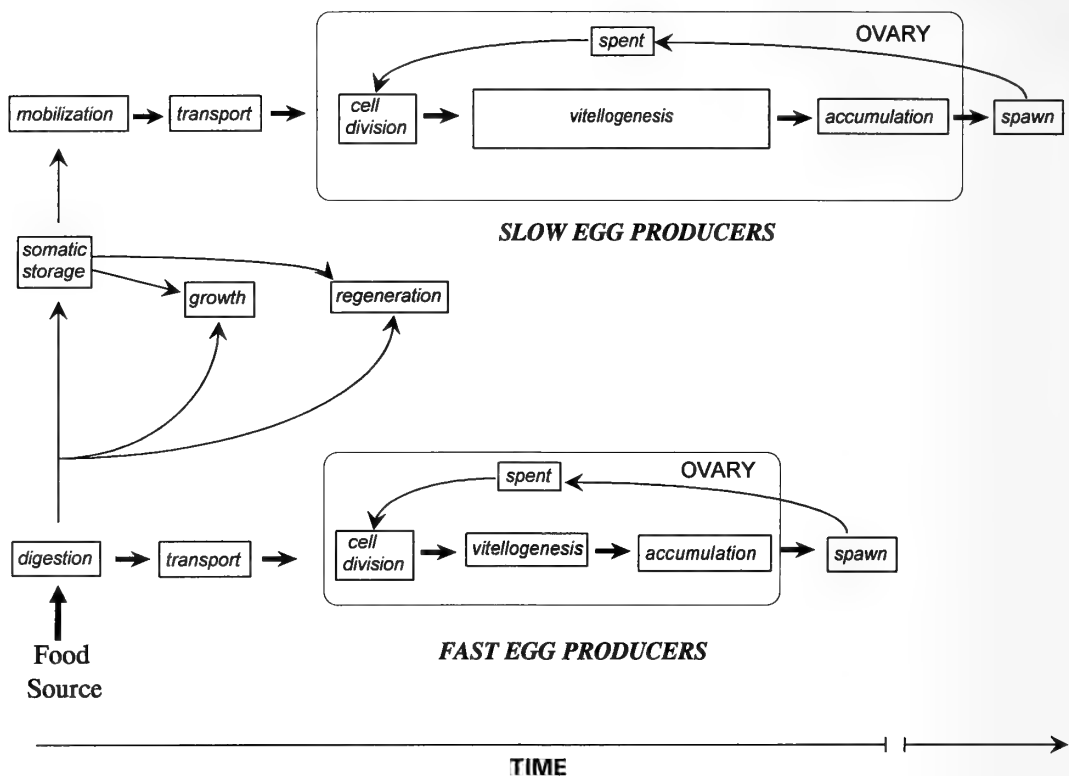 OVARY
spent
mobilization
transport
cell
division
vitellogenesis
accumulation
spawn
SLOW EGG PRODUCERS
somatic
storage
growth
regeneration
OVARY
spent
digestion
transport
cell
division
vitellogenesis
accumulation
spawn
Food
Source
FAST EGG PRODUCERS
TIME